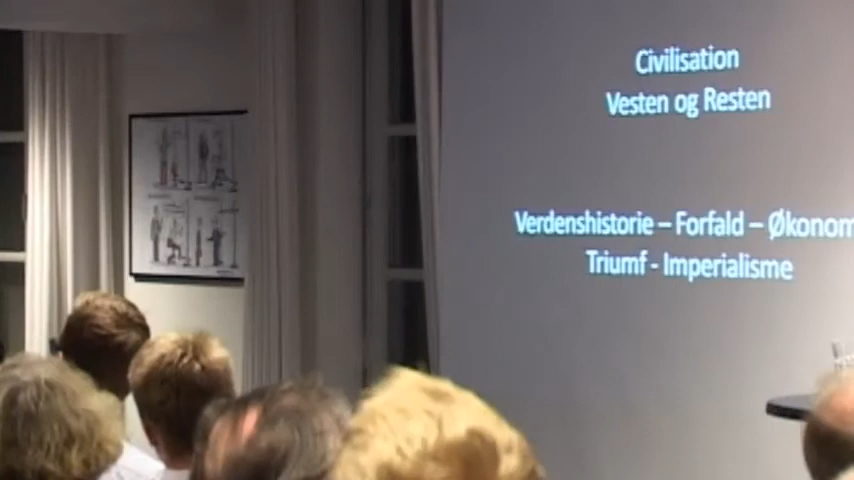 Civilisation
Vesten og Resten
Verdenshistorie – Forfald – Økonom
Triumf - Imperialisme